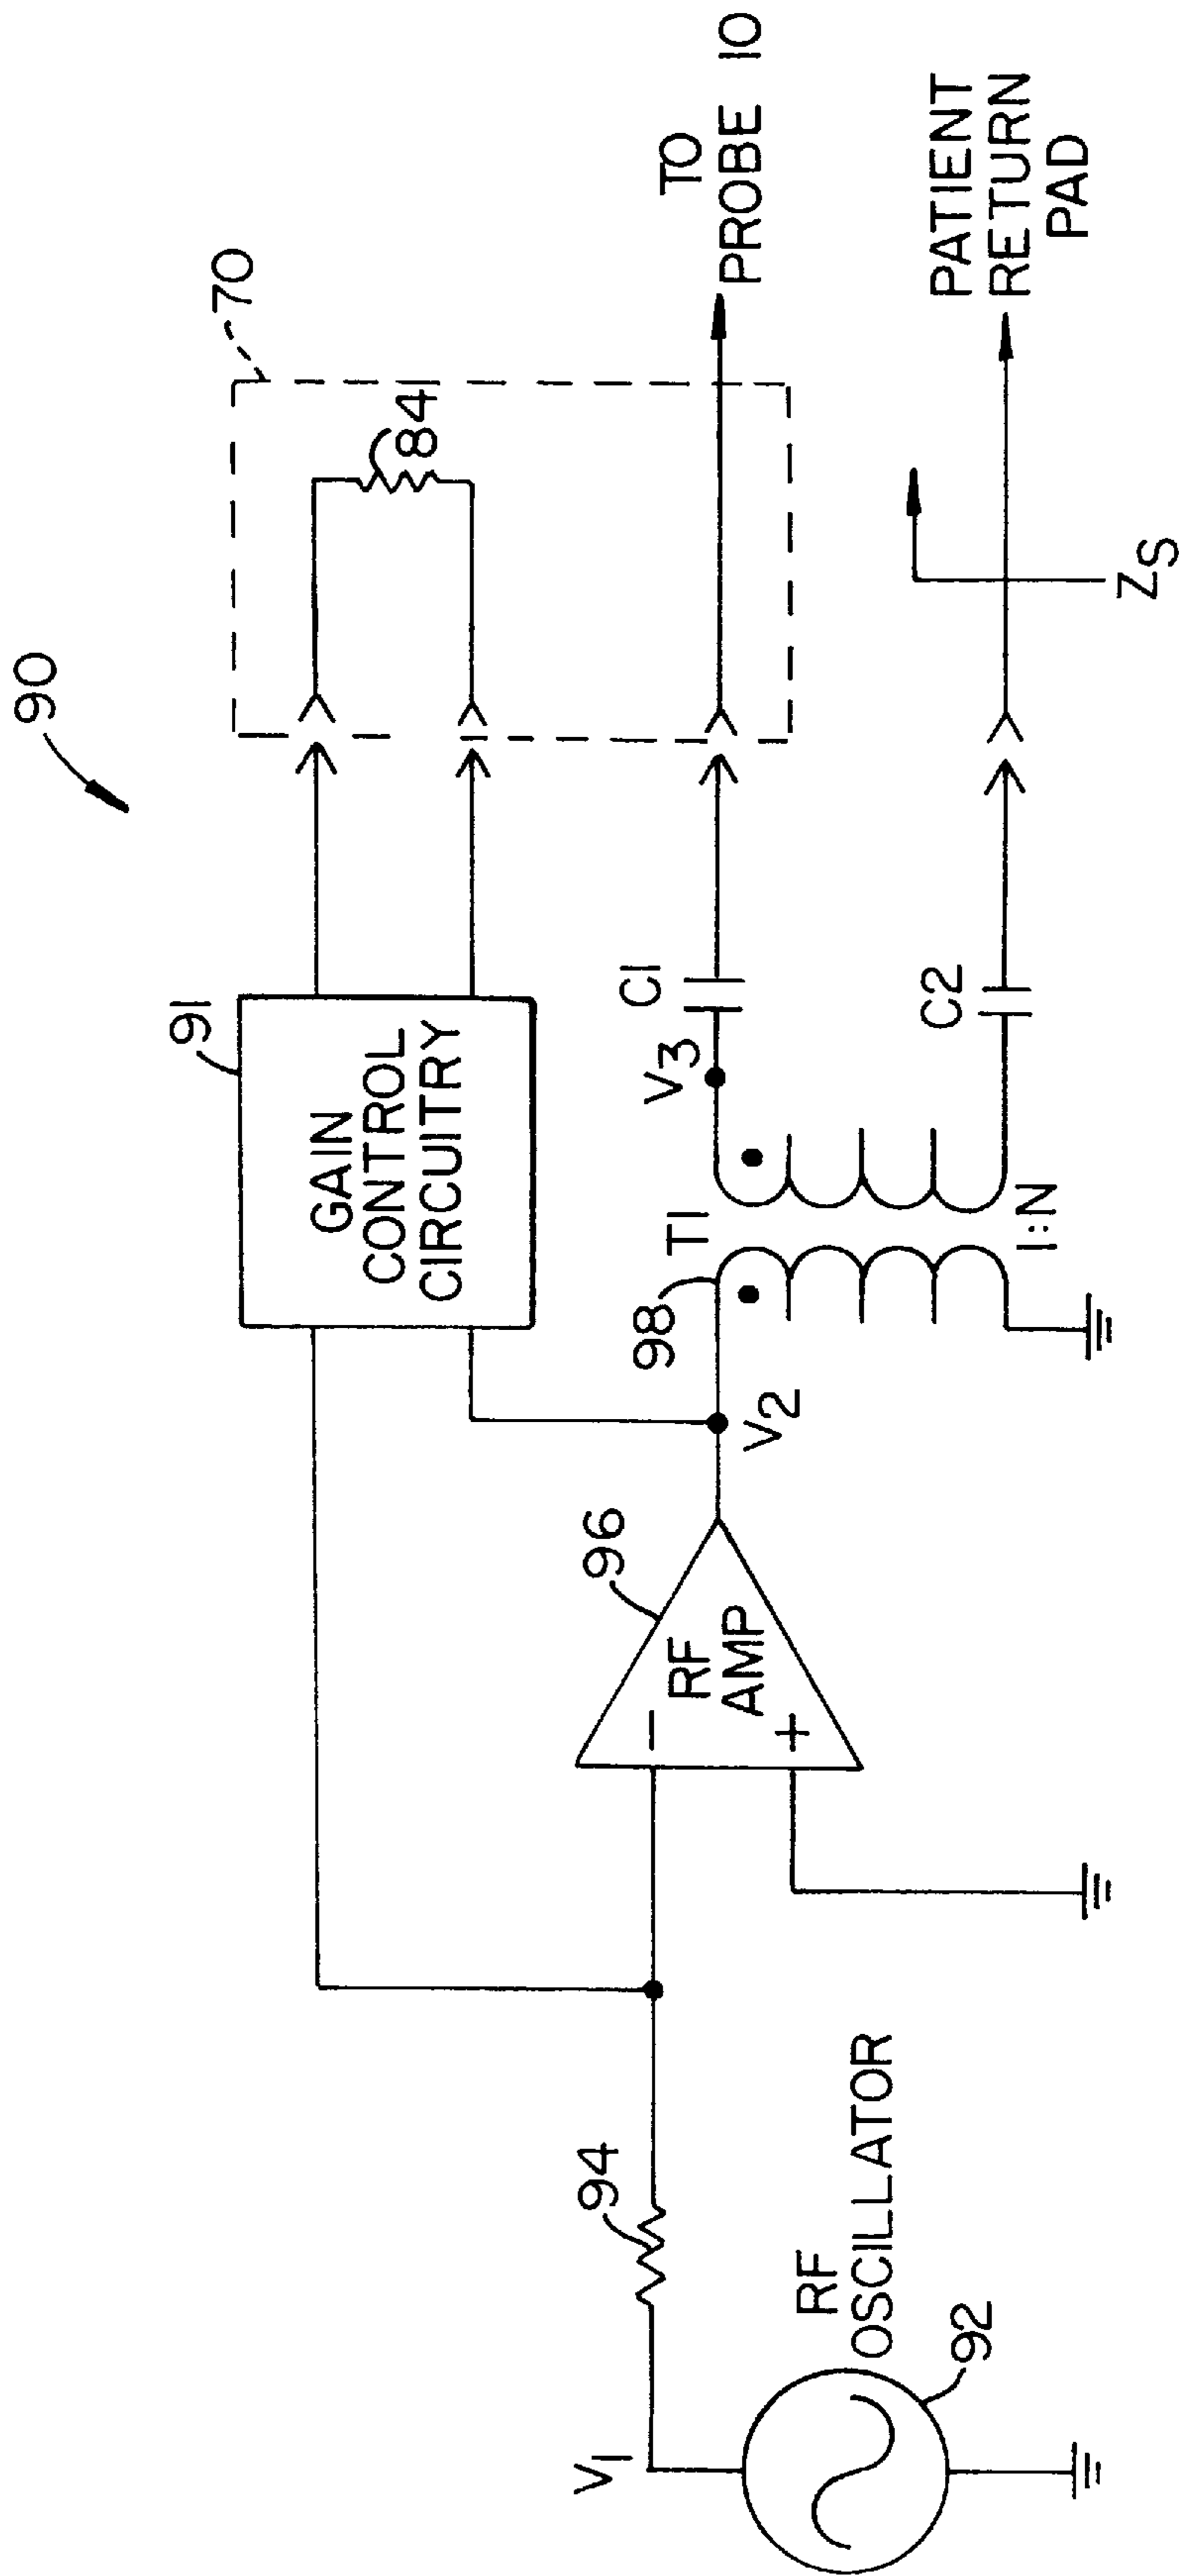 90
70
91
GAIN
CONTROL
CIRCUITRY
84
TO
PROBE 10
96
RF
AMP
−
+
98
T1
V3
C1
V2
94
V1
RF
OSCILLATOR
92
1:N
C2
PATIENT
RETURN
PAD
ZS